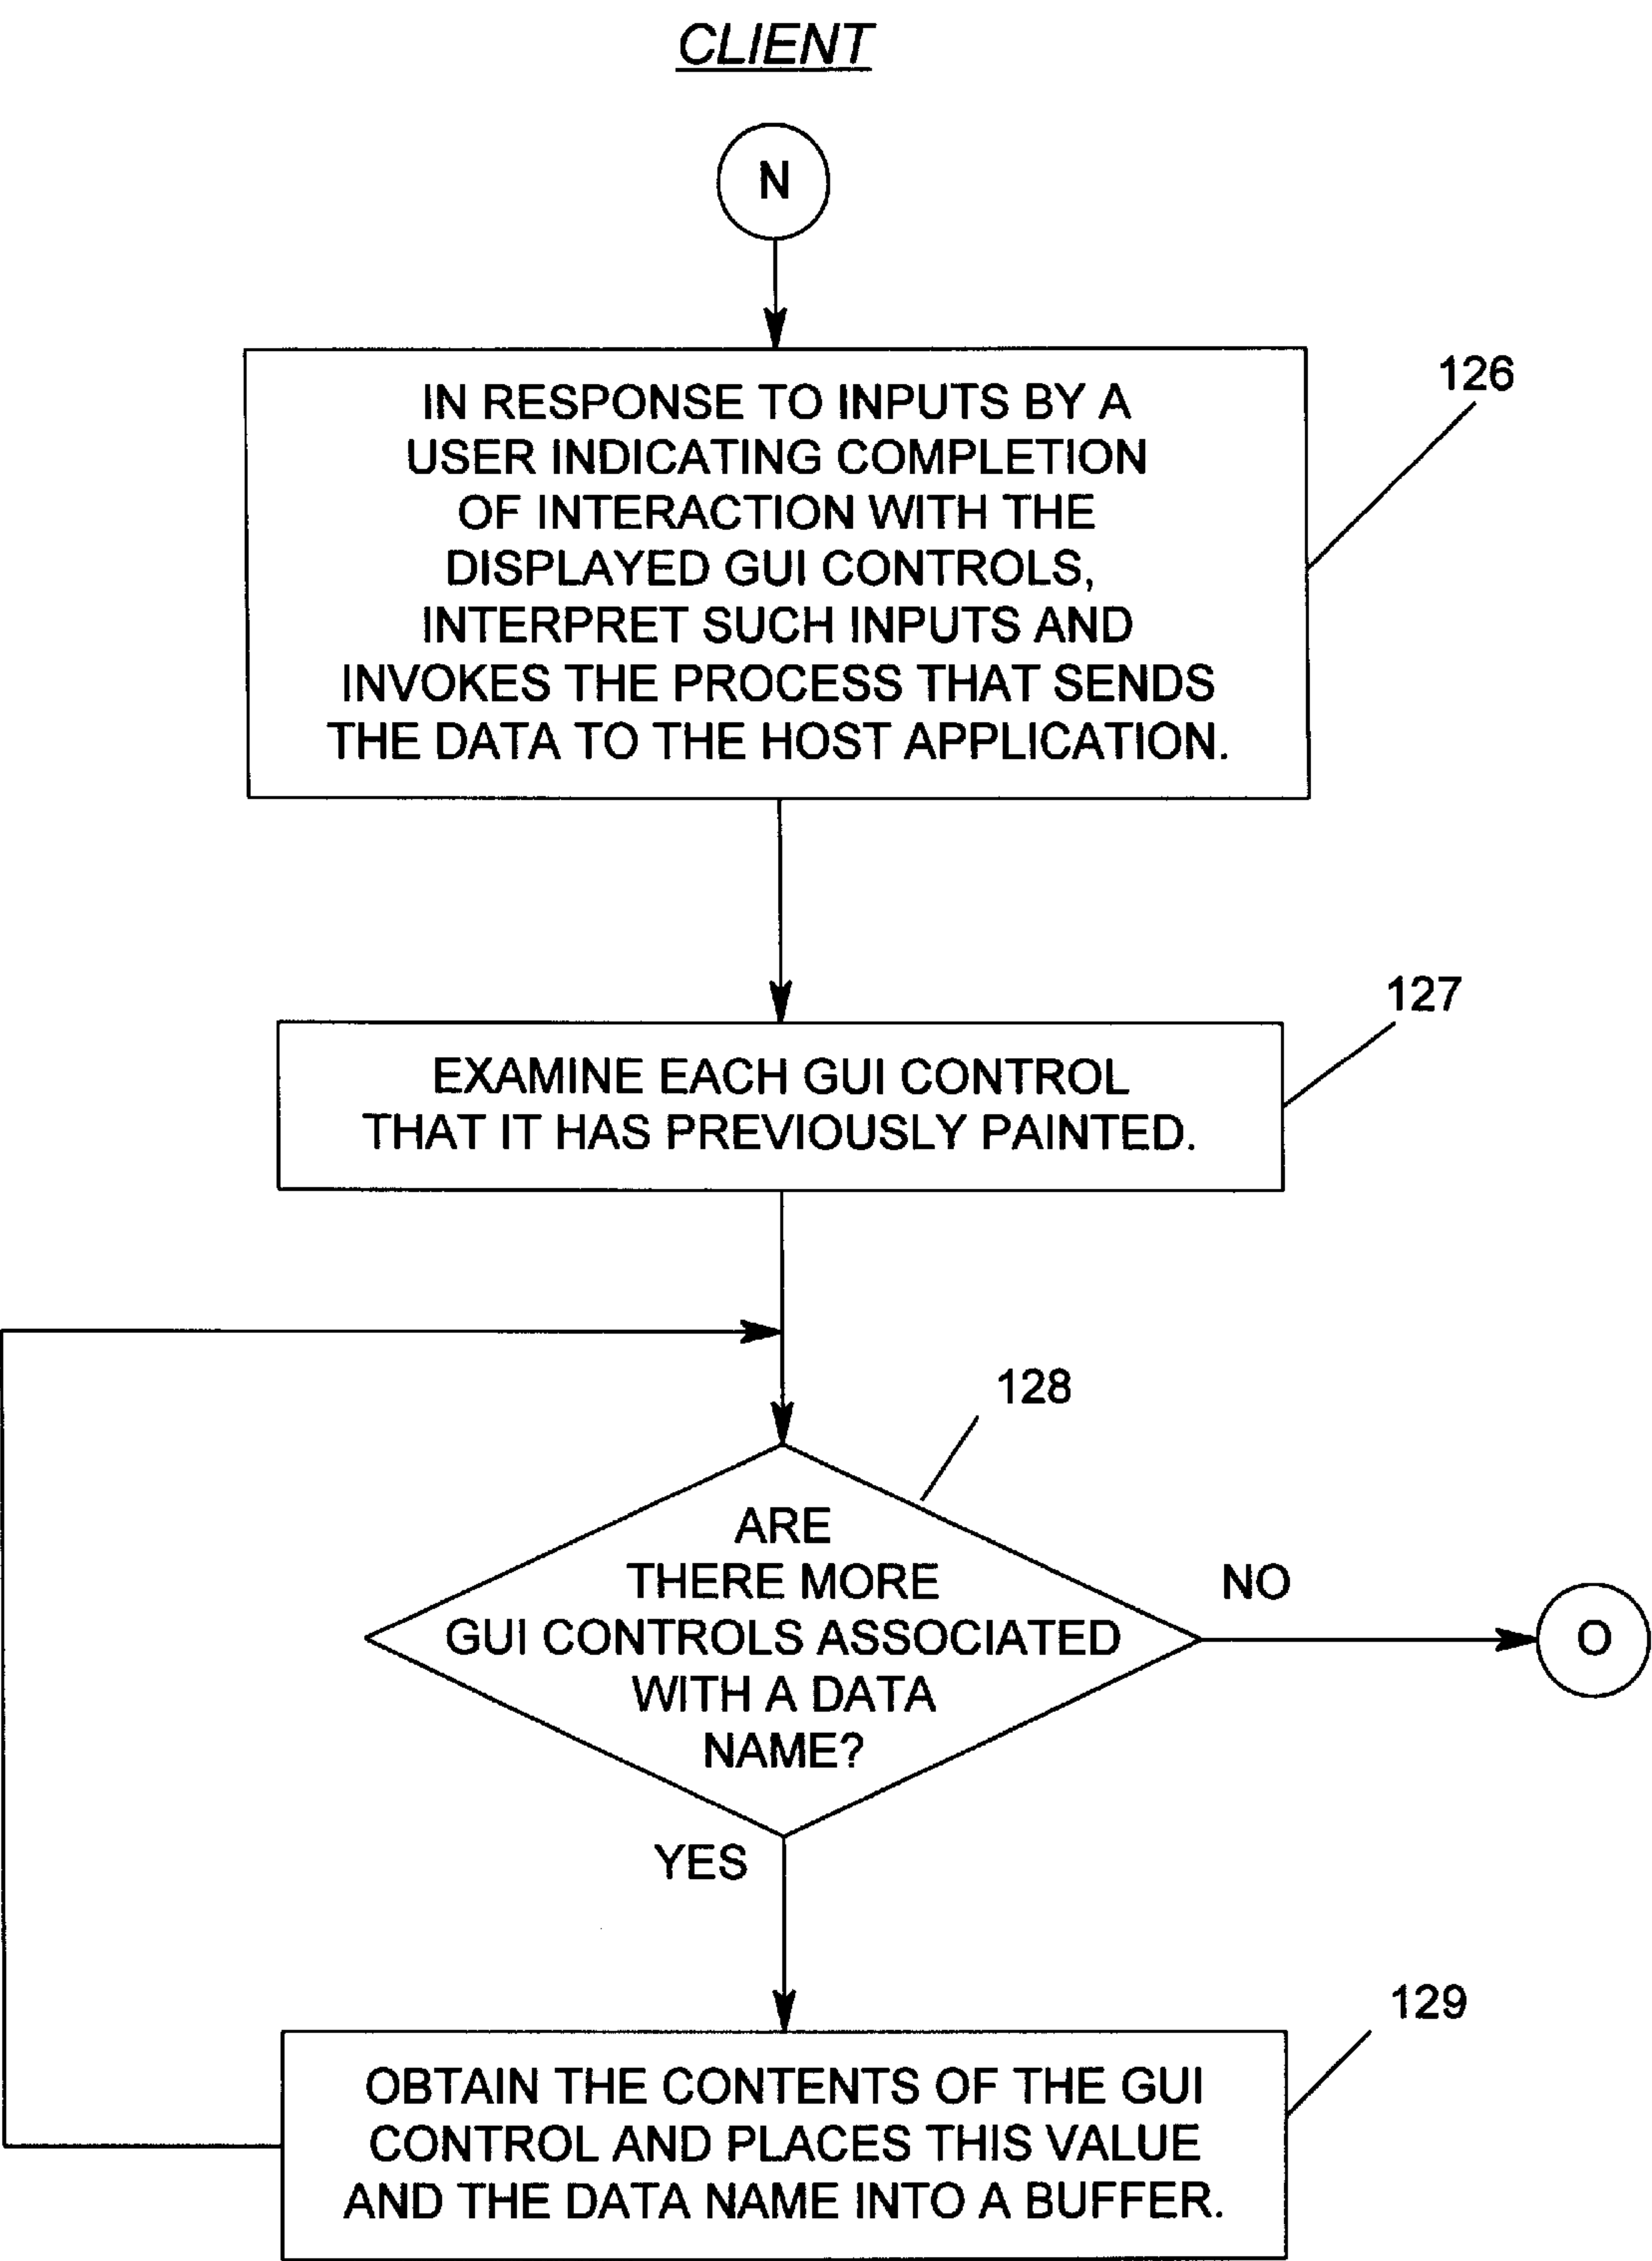 CLIENT
N
IN RESPONSE TO INPUTS BY A
USER INDICATING COMPLETION
OF INTERACTION WITH THE
DISPLAYED GUI CONTROLS,
INTERPRET SUCH INPUTS AND
INVOKES THE PROCESS THAT SENDS
THE DATA TO THE HOST APPLICATION.
126
EXAMINE EACH GUI CONTROL
THAT IT HAS PREVIOUSLY PAINTED.
127
128
ARE
THERE MORE
GUI CONTROLS ASSOCIATED
WITH A DATA
NAME?
NO
O
YES
129
OBTAIN THE CONTENTS OF THE GUI
CONTROL AND PLACES THIS VALUE
AND THE DATA NAME INTO A BUFFER.